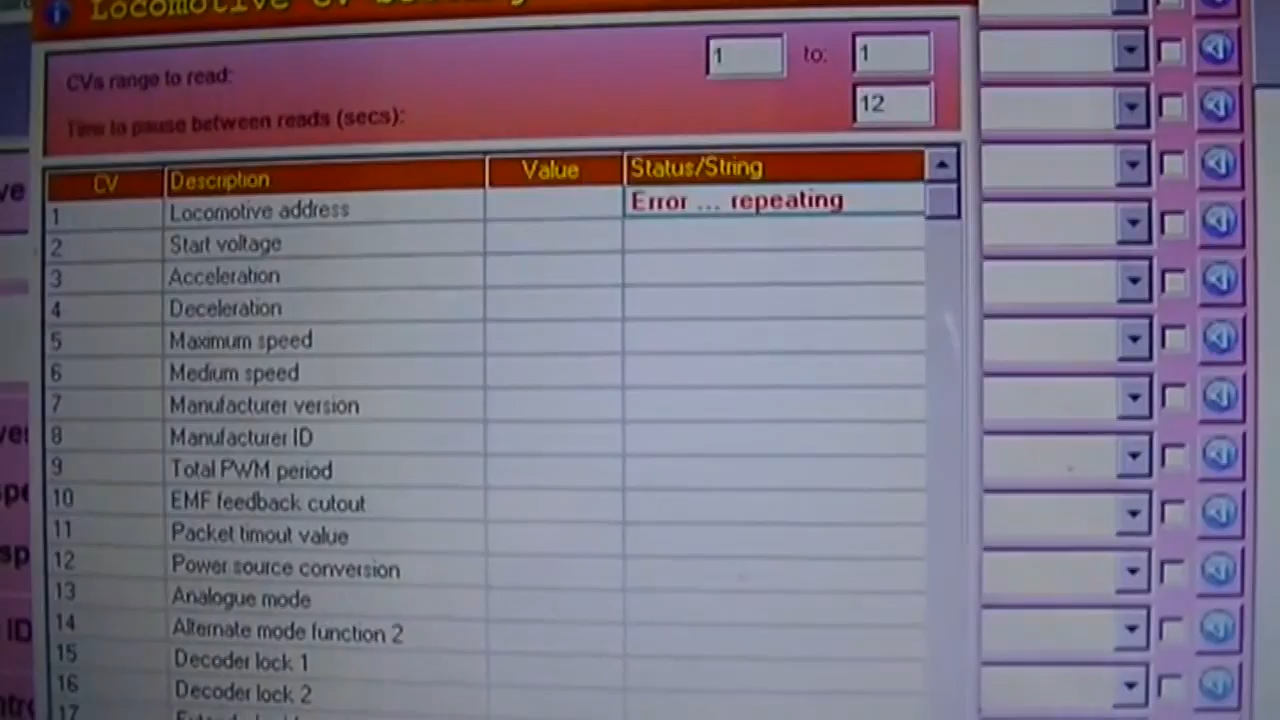 Locomotive CV
CVs range to read: 1 to: 1
Time to pause between reads (secs): 12
CV Description Value Status/String
1 Locomotive address Error ... repeating
2 Start voltage
3 Acceleration
4 Deceleration
5 Maximum speed
6 Medium speed
7 Manufacturer version
8 Manufacturer ID
9 Total PWM period
10 EMF feedback cutout
11 Packet timout value
12 Power source conversion
13 Analogue mode
14 Alternate mode function 2
15 Decoder lock 1
16 Decoder lock 2
17
ID